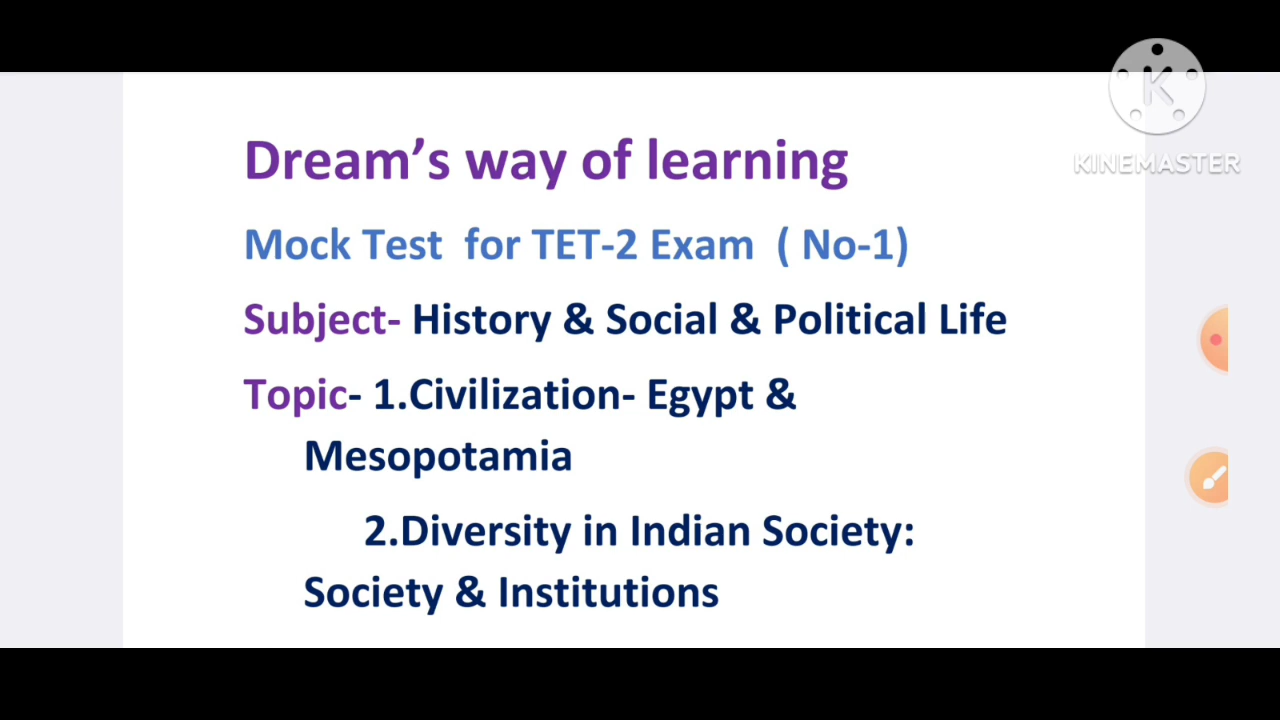 K
KINEMASTER
Dream’s way of learning
Mock Test for TET-2 Exam ( No-1)
Subject- History & Social & Political Life
Topic- 1.Civilization- Egypt &
Mesopotamia
2.Diversity in Indian Society:
Society & Institutions